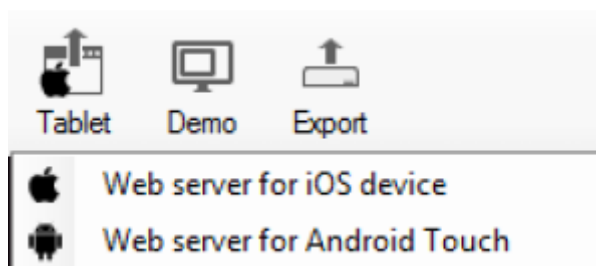 Tablet Demo Export
Web server for iOS device
Web server for Android Touch